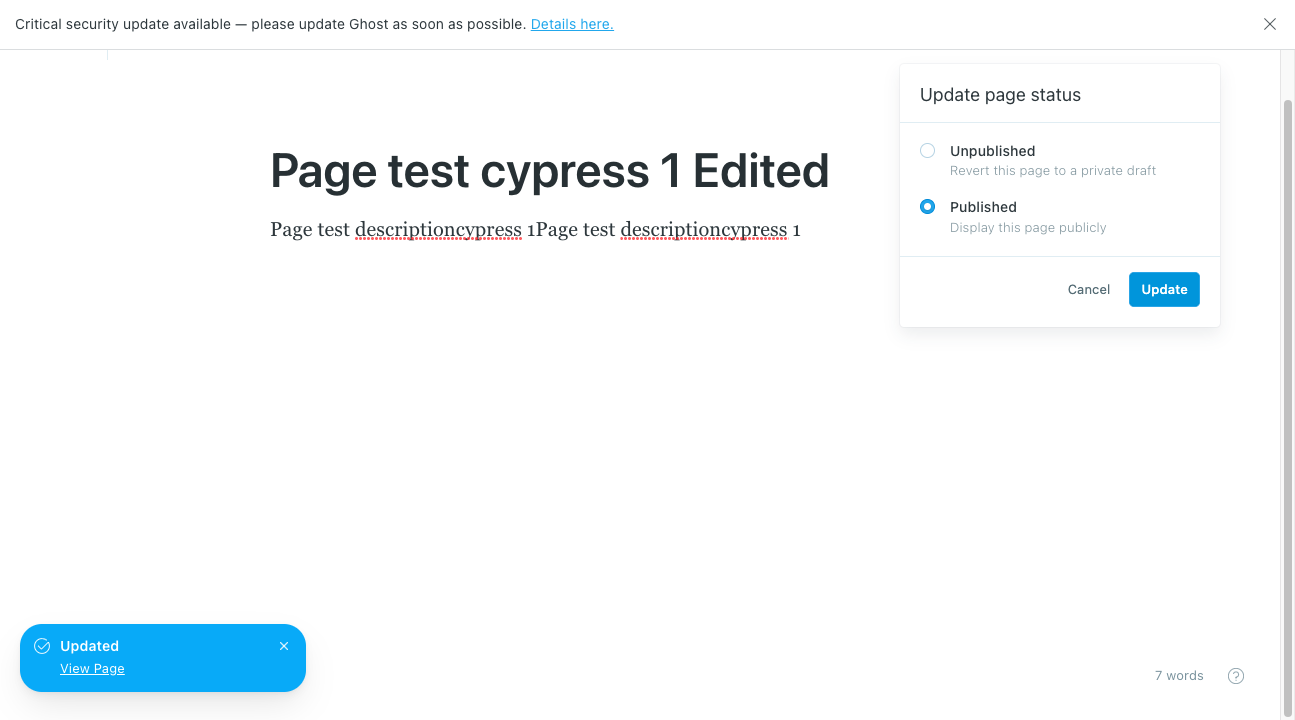 Critical security update available — please update Ghost as soon as possible. Details here.
Update page status
Unpublished
Revert this page to a private draft
Published
Display this page publicly
Cancel
Update
Page test cypress 1 Edited
Page test descriptioncypress 1Page test descriptioncypress 1
Updated
View Page
7 words
?